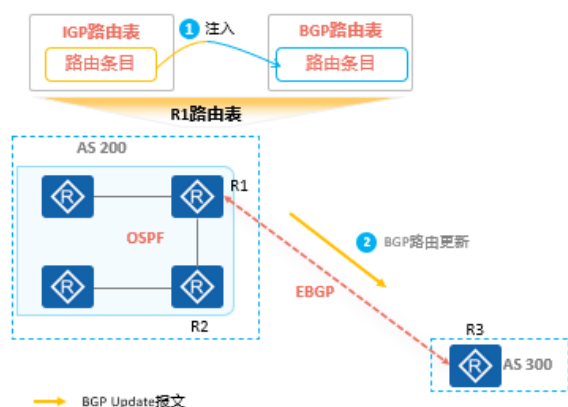 IGP路由表
1 注入
BGP路由表
路由条目
路由条目
R1路由表
AS 200
R
R
R1
OSPF
2 BGP路由更新
R
R
EBGP
R2
R3
R
AS 300
BGP Update报文